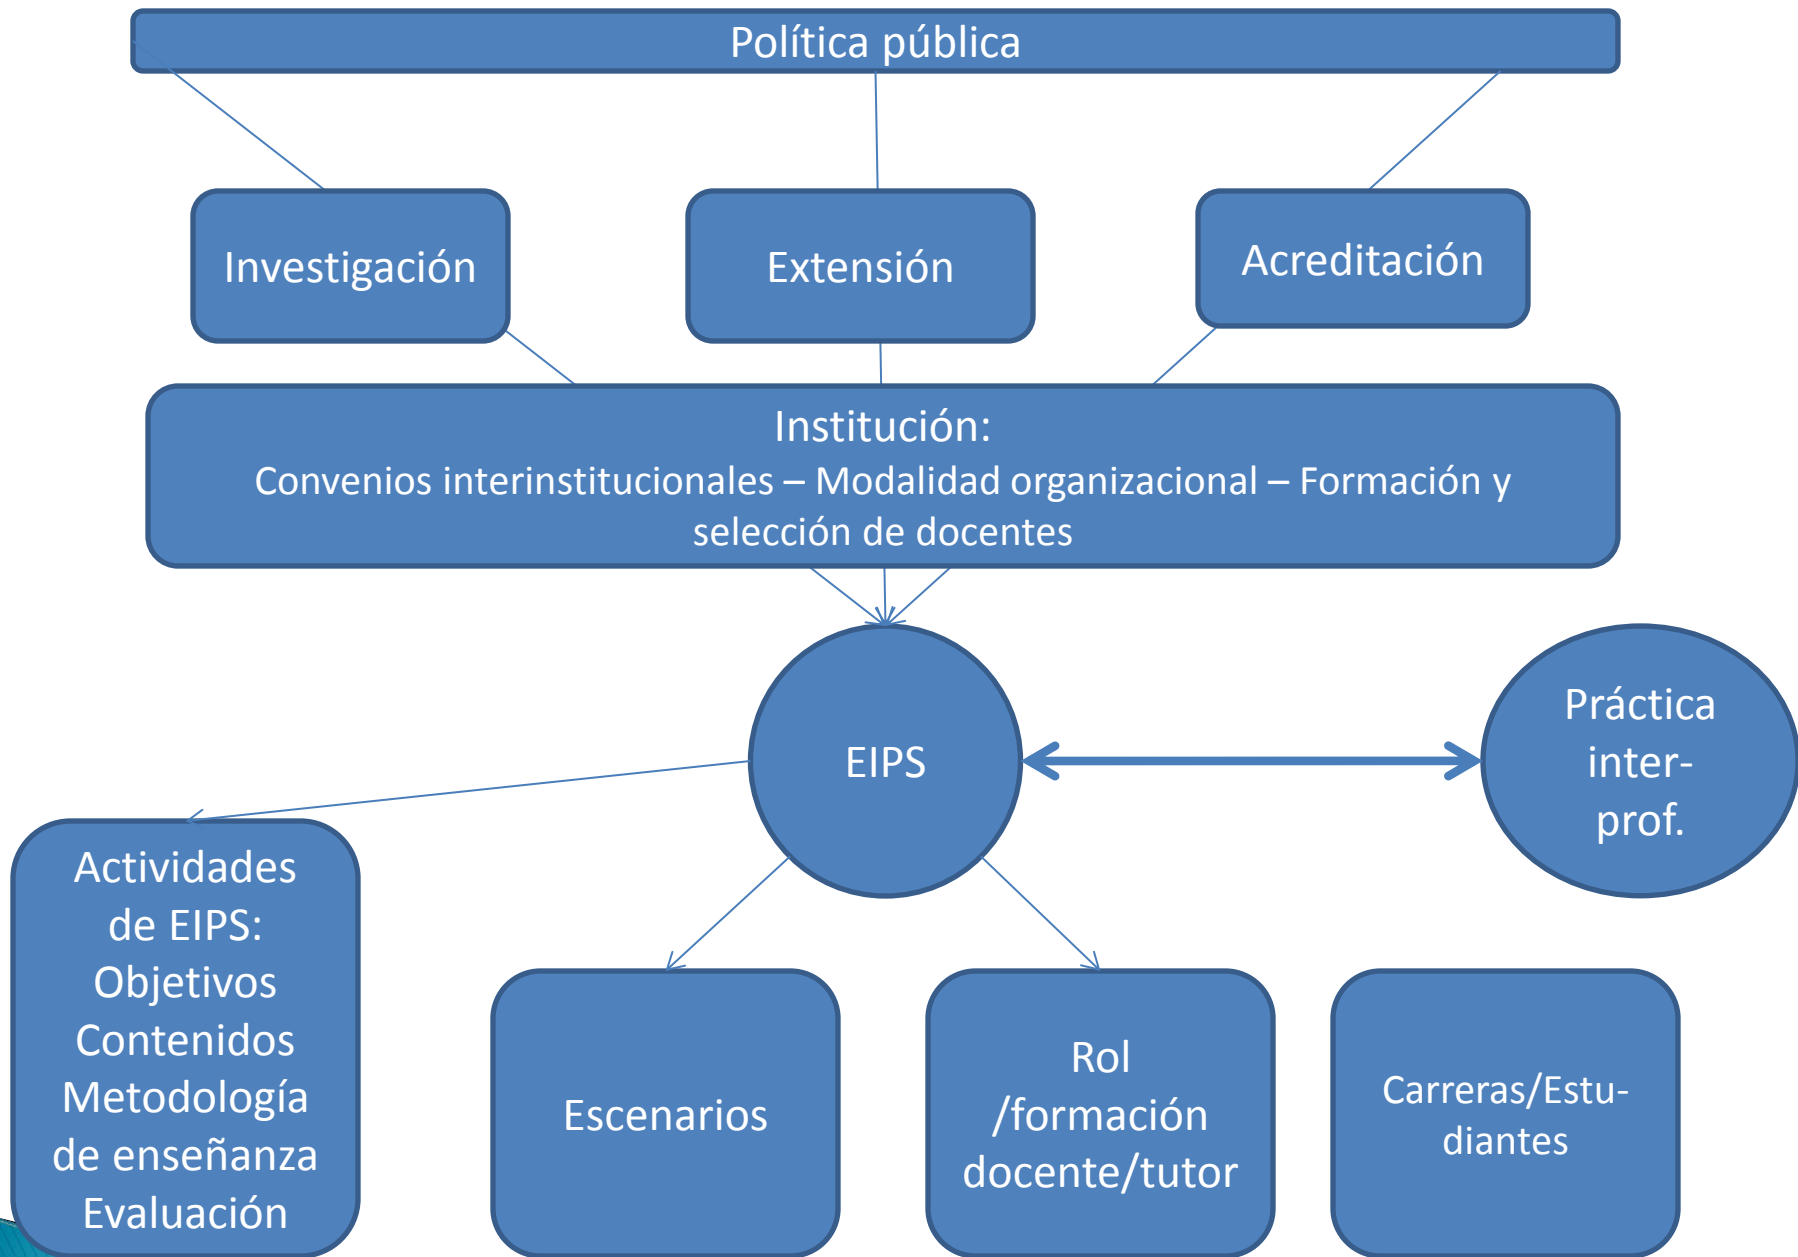 Política pública
Investigación
Extensión
Acreditación
Institución:
Convenios interinstitucionales – Modalidad organizacional – Formación y
selección de docentes
EIPS
Práctica
inter-
prof.
Actividades
de EIPS:
Objetivos
Contenidos
Metodología
de enseñanza
Evaluación
Escenarios
Rol
/formación
docente/tutor
Carreras/Estu-
diantes